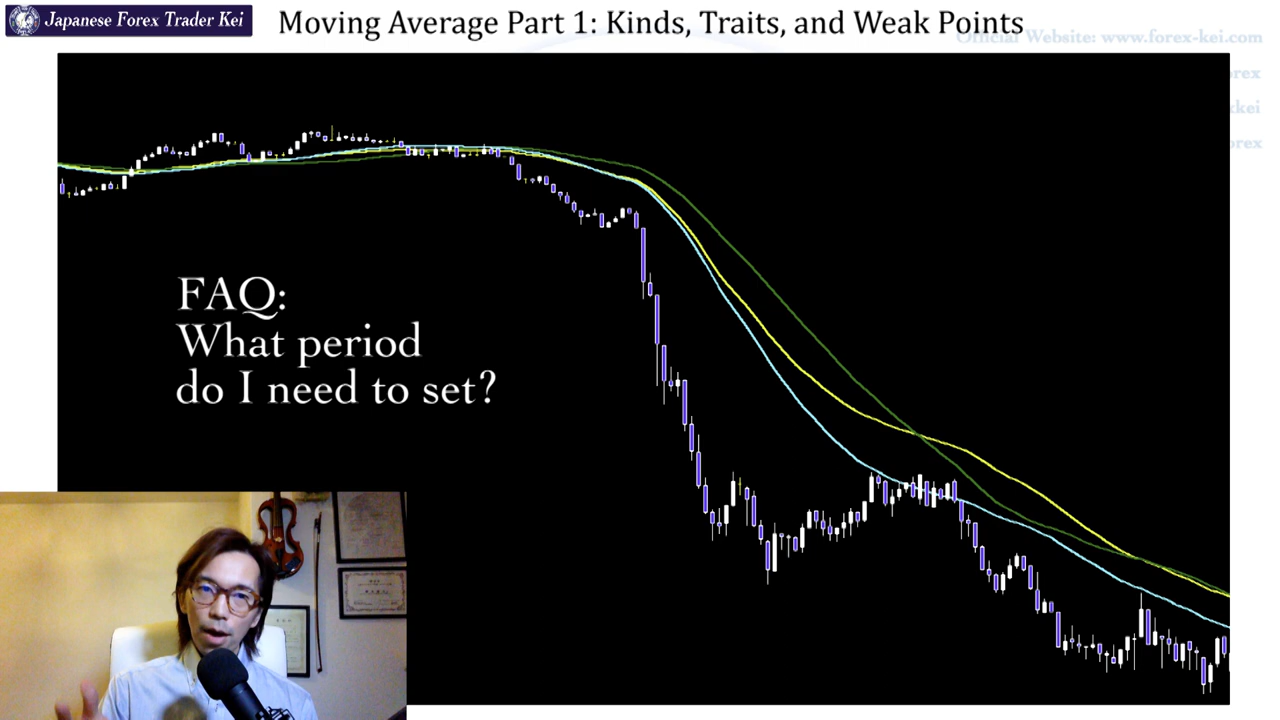 Japanese Forex Trader Kei
Moving Average Part 1: Kinds, Traits, and Weak Points
Official Website: www.forex-kei.com
FAQ:
What period
do I need to set?